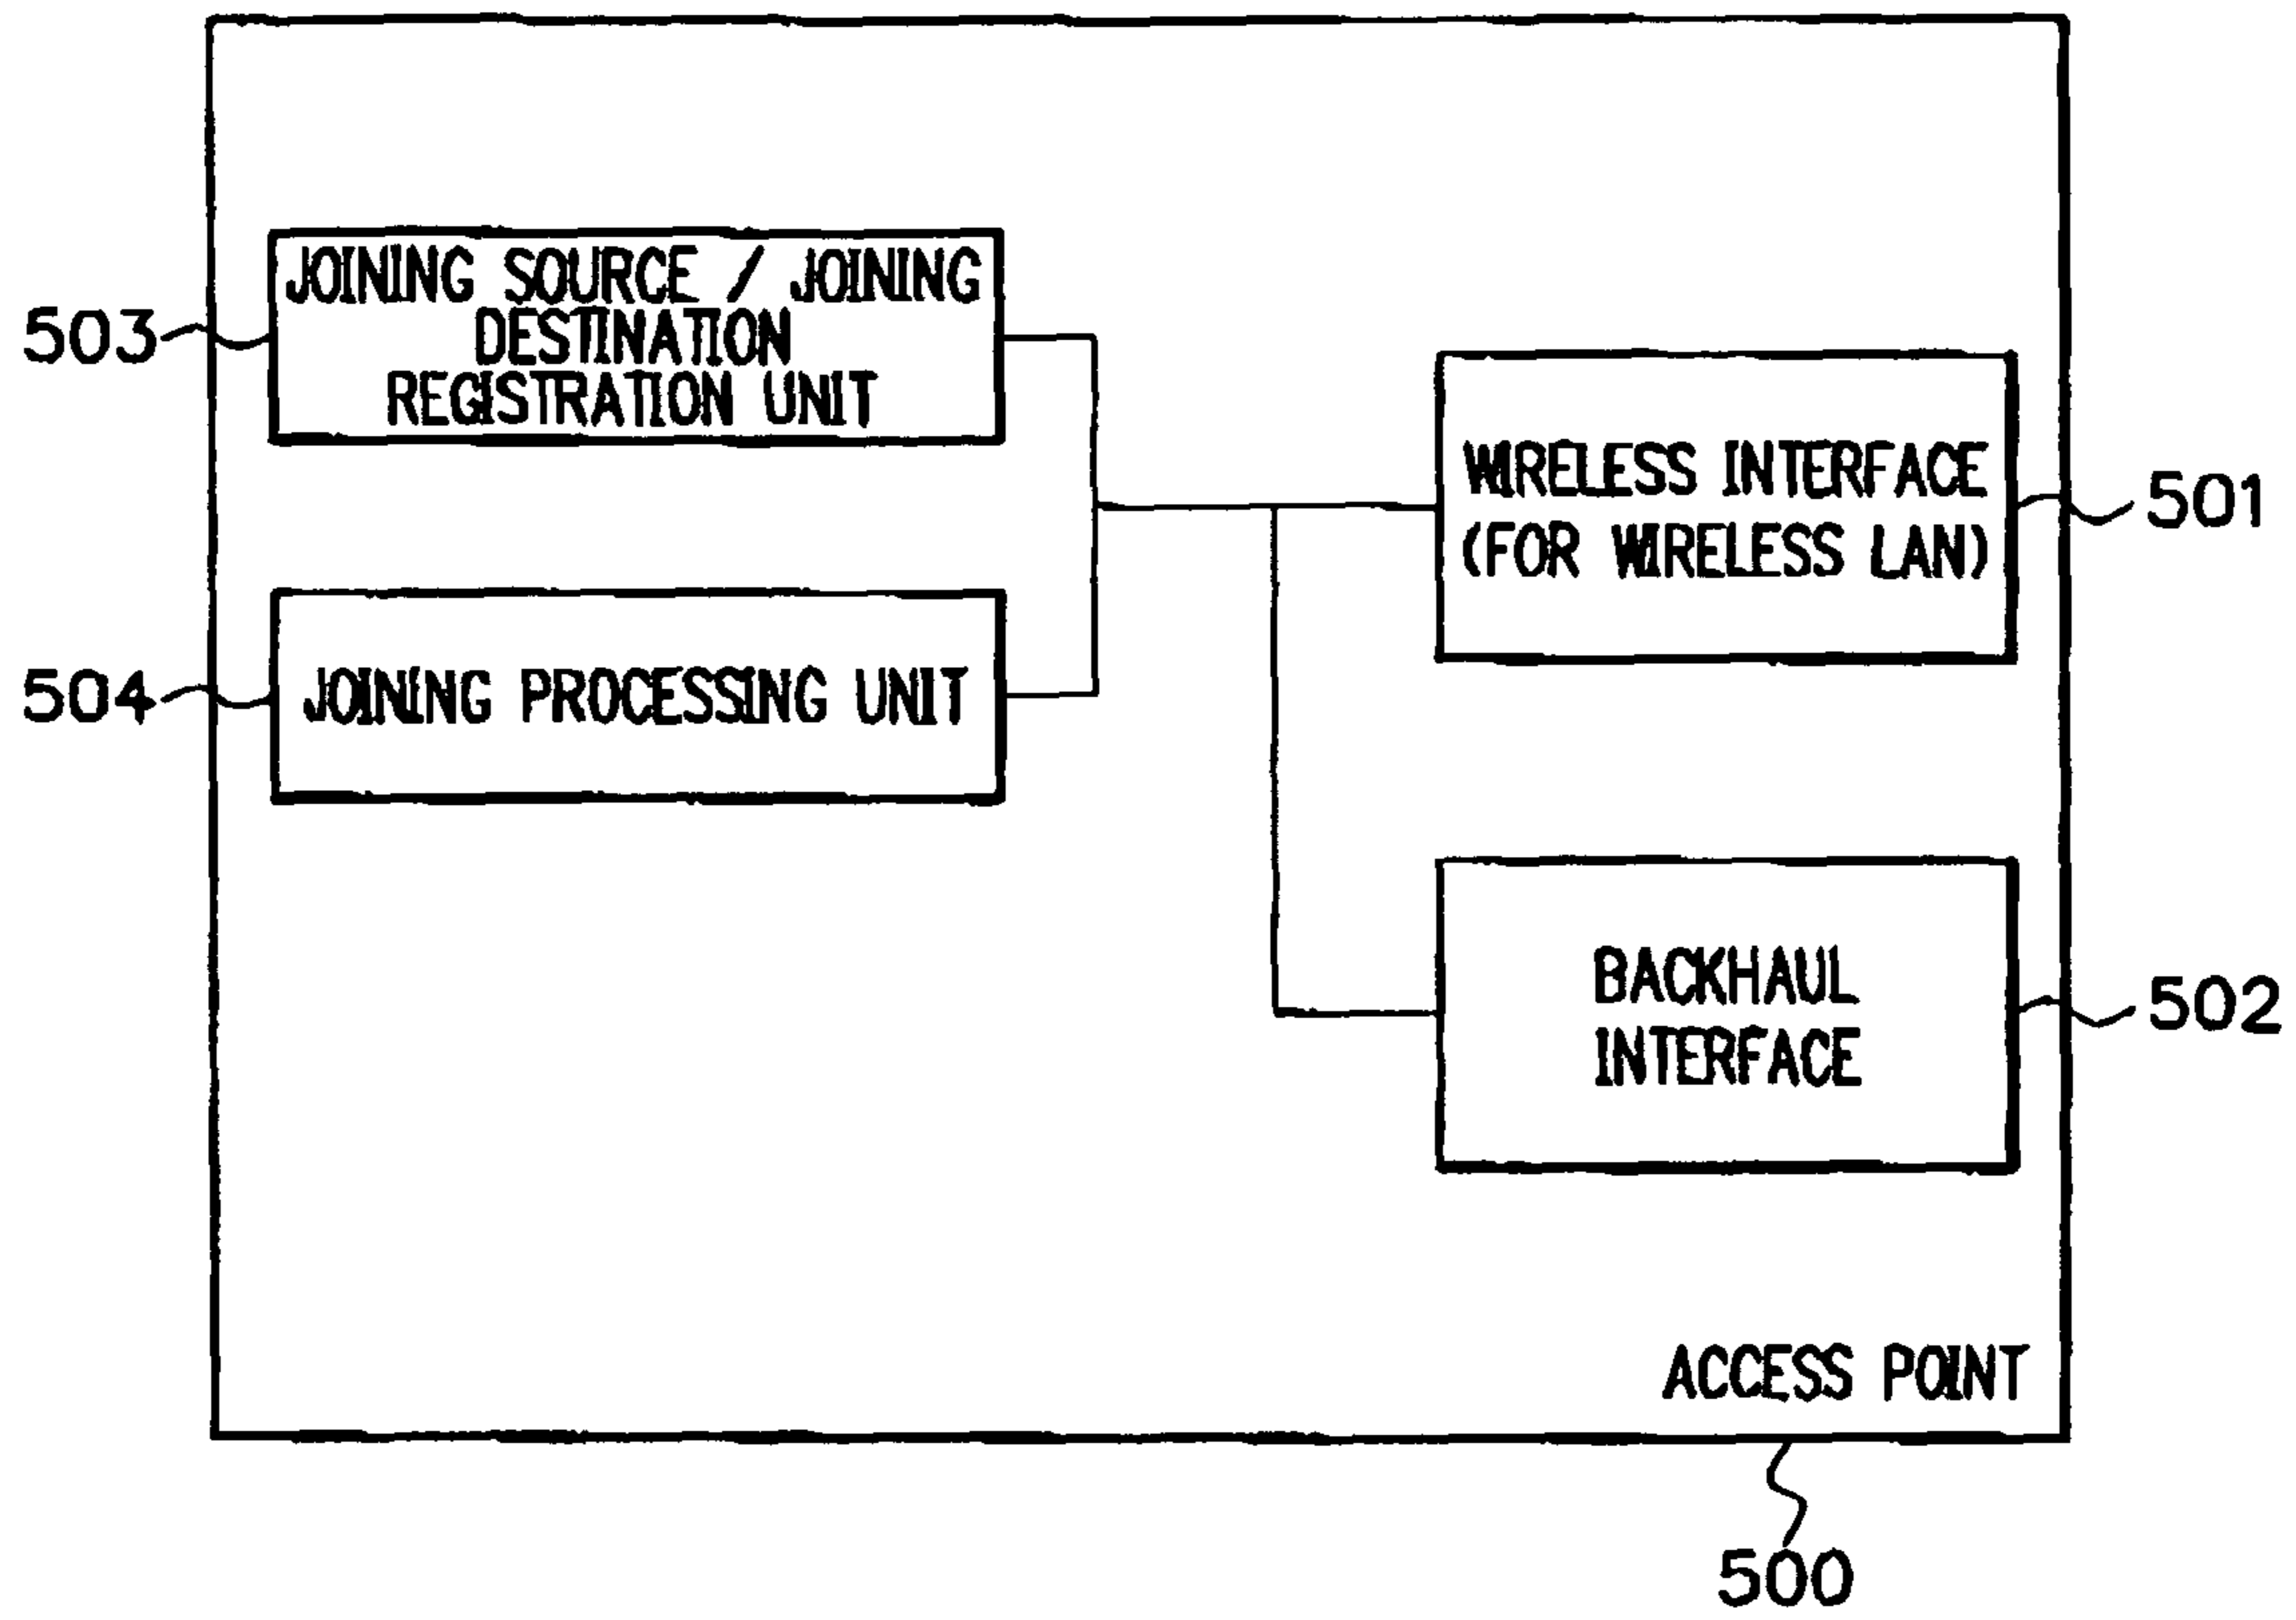 JOINING SOURCE / JOINING
DESTINATION
REGISTRATION UNIT
503
WIRELESS INTERFACE
(FOR WIRELESS LAN)
501
JOINING PROCESSING UNIT
504
BACKHAUL
INTERFACE
502
ACCESS POINT
500